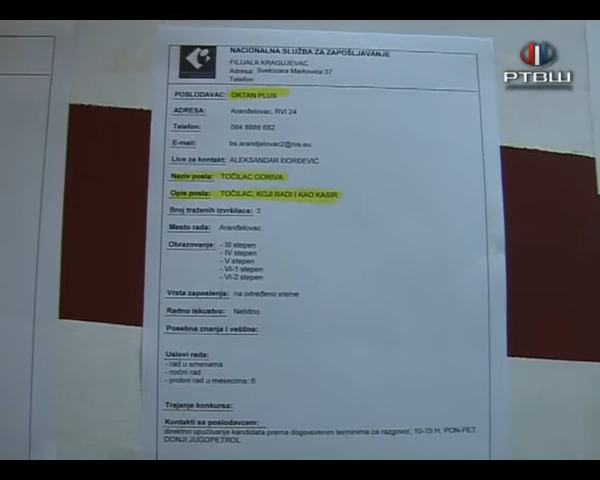 NACIONALNA SLUŽBA ZA ZAPOŠLJAVANJE
FILIJALA KRAGUJEVAC
Adresa: Svetozara Markovića 37
Telefon:
РТВШ
POSLODAVAC: OKTAN PLUS
ADRESA: Aranđelovac, RVI 24
Telefon: 064 8888 682
E-mail: bs.arandjelovac2@nis.eu
Lice za kontakt: ALEKSANDAR ĐORĐEVIĆ
Naziv posla: TOČILAC GORIVA
Opis posla: TOČILAC, KOJI RADI I KAO KASIR
Broj traženih izvršilaca: 3
Mesto rada: Aranđelovac
Obrazovanje: - III stepen
- IV stepen
- V stepen
- VI-1 stepen
- VI-2 stepen
Vrsta zaposlenja: na određeno vreme
Radno iskustvo: Nebitno
Posebna znanja i veštine:
Uslovi rada:
- rad u smenama
- noćni rad
- probni rad u mesecima: 6
Trajanje konkursa:
Kontakti sa poslodavcem:
direktno upućivanje kandidata prema dogovorenim terminima za razgovor, 10-15 H, PON-PET
DONJI JUGOPETROL